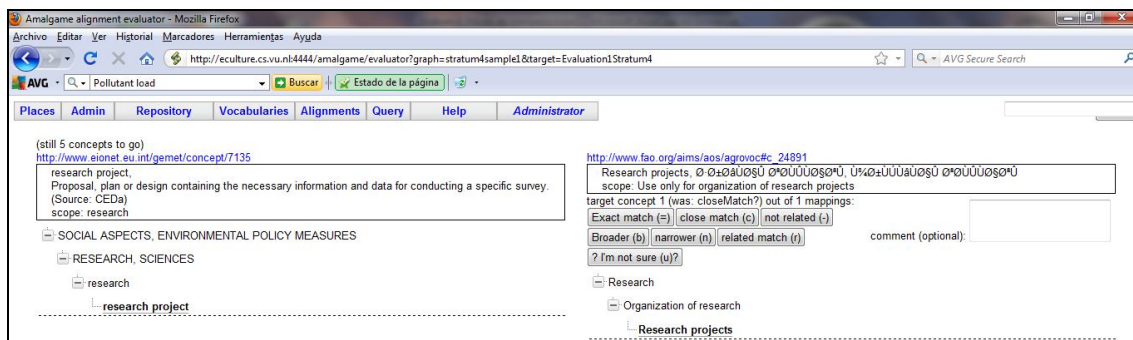 Amalgame alignment evaluator - Mozilla Firefox
Archivo Editar Ver Historial Marcadores Herramientas Ayuda
http://eculture.cs.vu.nl:4444/amalgame/evaluator?graph=stratum4sample1&target=Evaluation1Stratum4
AVG Secure Search
AVG Pollutant load Buscar Estado de la página
Places Admin Repository Vocabularies Alignments Query Help Administrator
(still 5 concepts to go)
http://www.eionet.eu.int/gemet/concept/7135
research project,
Proposal, plan or design containing the necessary information and data for conducting a specific survey.
(Source: CEDa)
scope: research
SOCIAL ASPECTS, ENVIRONMENTAL POLICY MEASURES
RESEARCH, SCIENCES
research
research project
http://www.fao.org/aims/aos/agrovoc#c_24891
Research projects,
scope: Use only for organization of research projects
target concept 1 (was: closeMatch?) out of 1 mappings:
Exact match (=) close match (c) not related (-)
Broader (b) narrower (n) related match (r)
comment (optional):
? I'm not sure (u)?
Research
Organization of research
Research projects